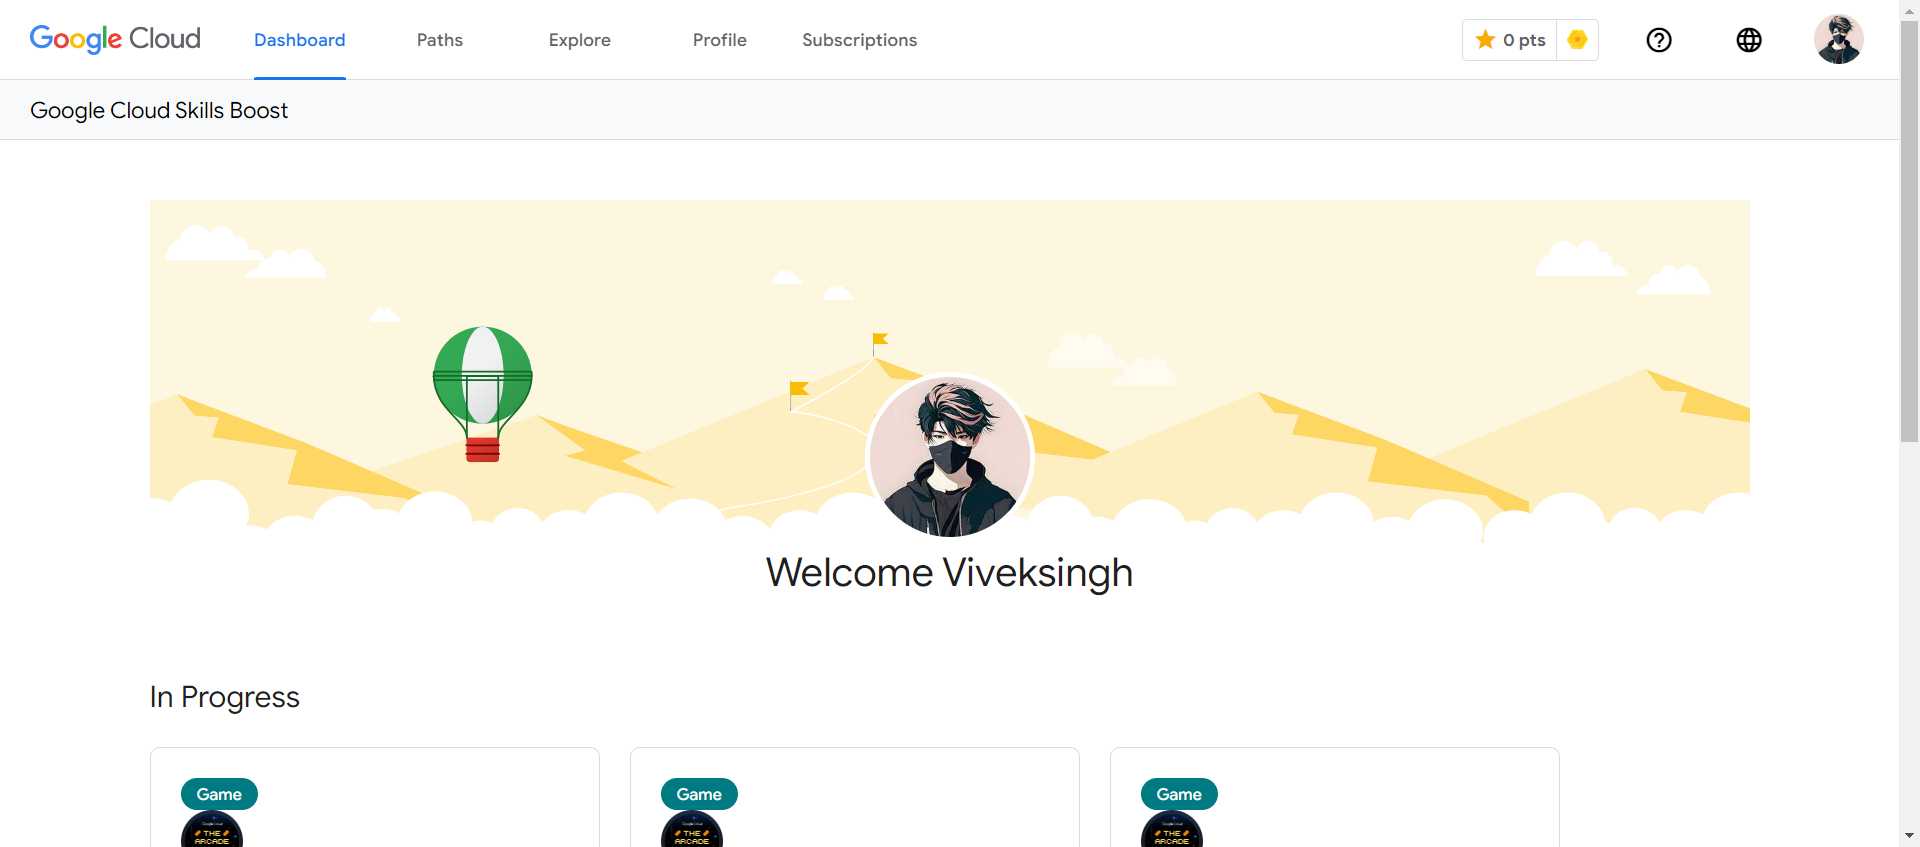 Google Cloud
Dashboard
Paths
Explore
Profile
Subscriptions
0 pts
Google Cloud Skills Boost
Welcome Viveksingh
In Progress
Game
THE
ARCADE
Game
THE
ARCADE
Game
THE
ARCADE